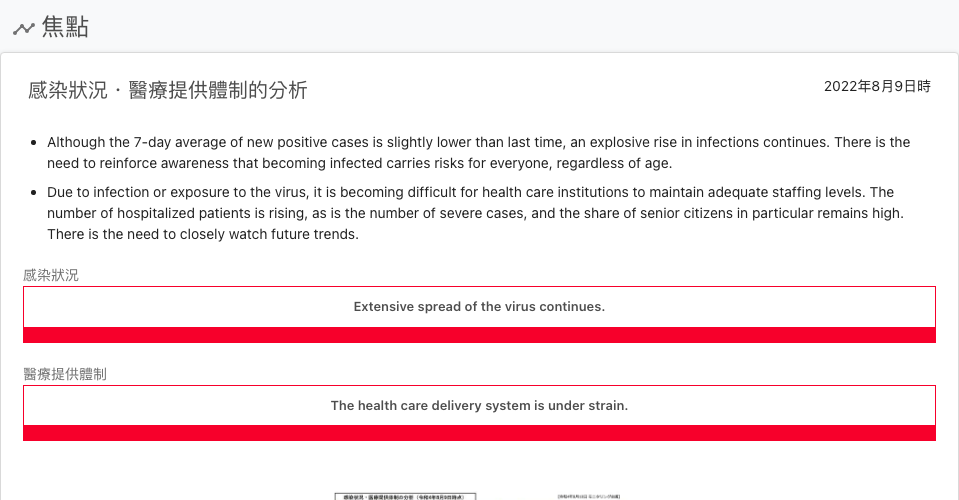 焦點
感染狀況・醫療提供體制的分析
2022年8月9日時
Although the 7-day average of new positive cases is slightly lower than last time, an explosive rise in infections continues. There is the
need to reinforce awareness that becoming infected carries risks for everyone, regardless of age.
Due to infection or exposure to the virus, it is becoming difficult for health care institutions to maintain adequate staffing levels. The
number of hospitalized patients is rising, as is the number of severe cases, and the share of senior citizens in particular remains high.
There is the need to closely watch future trends.
感染狀況
Extensive spread of the virus continues.
醫療提供體制
The health care delivery system is under strain.